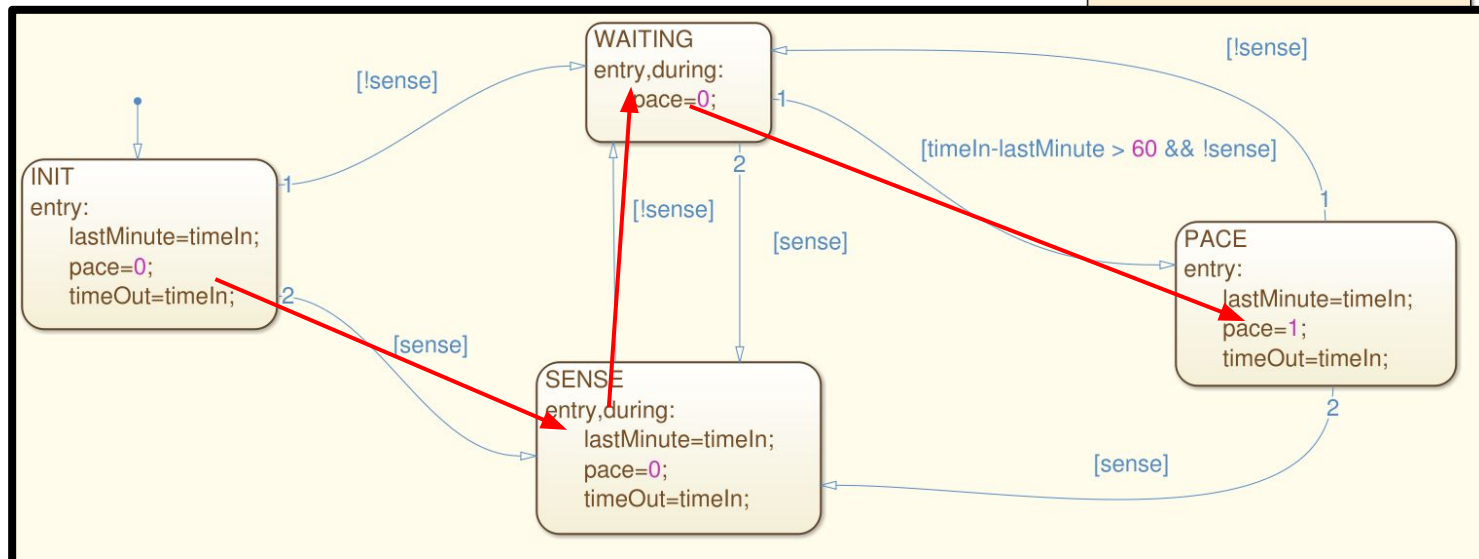 WAITING
entry,during:
pace=0;
[!sense]
[!sense]
1
2
[timeIn-lastMinute > 60 && !sense]
INIT
entry:
lastMinute=timeIn;
pace=0;
timeOut=timeIn;
1
2
[!sense]
[sense]
1
PACE
entry:
lastMinute=timeIn;
pace=1;
timeOut=timeIn;
2
[sense]
SENSE
entry,during:
lastMinute=timeIn;
pace=0;
timeOut=timeIn;
[sense]